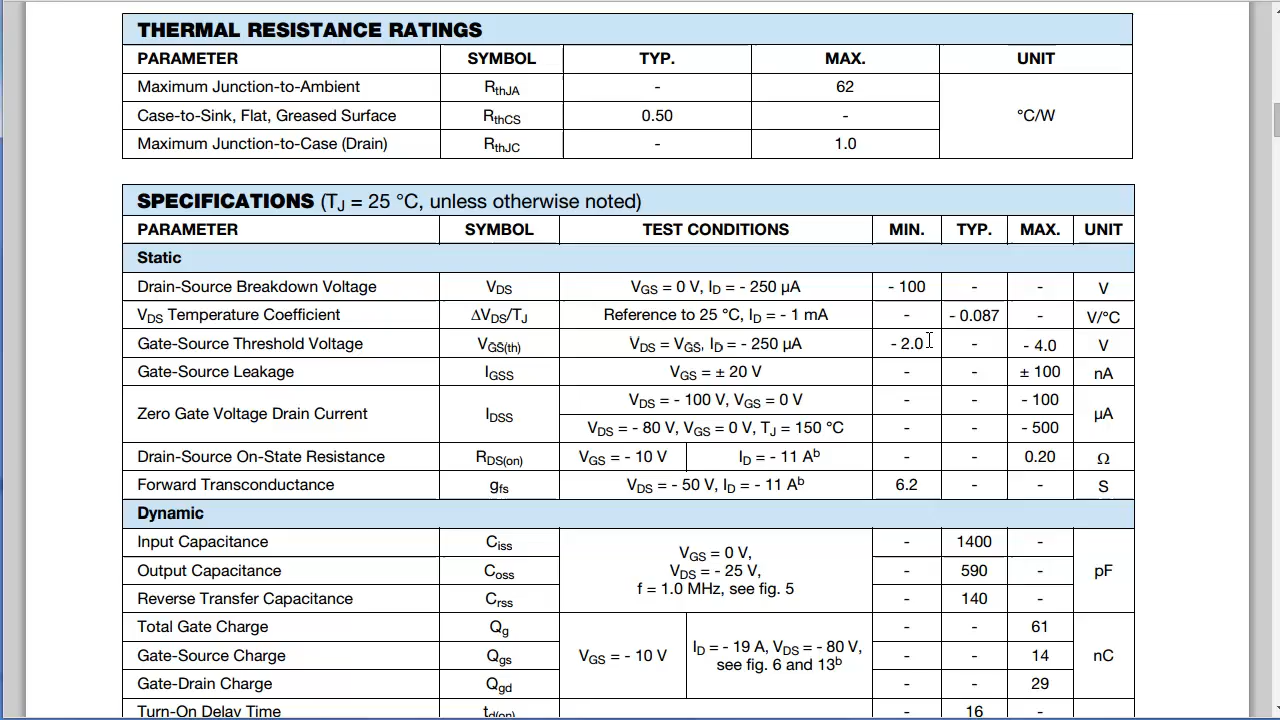 THERMAL RESISTANCE RATINGS
PARAMETER SYMBOL TYP. MAX. UNIT
Maximum Junction-to-Ambient RthJA - 62 °C/W
Case-to-Sink, Flat, Greased Surface RthCS 0.50 -
Maximum Junction-to-Case (Drain) RthJC - 1.0
SPECIFICATIONS (TJ = 25 °C, unless otherwise noted)
PARAMETER SYMBOL TEST CONDITIONS MIN. TYP. MAX. UNIT
Static
Drain-Source Breakdown Voltage VDS VGS = 0 V, ID = - 250 μA - 100 - - V
VDS Temperature Coefficient ΔVDS/TJ Reference to 25 °C, ID = - 1 mA - - 0.087 - V/°C
Gate-Source Threshold Voltage VGS(th) VDS = VGS, ID = - 250 μA - 2.0 - - 4.0 V
Gate-Source Leakage IGSS VGS = ± 20 V - - ± 100 nA
Zero Gate Voltage Drain Current IDSS VDS = - 100 V, VGS = 0 V - - - 100 μA
VDS = - 80 V, VGS = 0 V, TJ = 150 °C - - - 500
Drain-Source On-State Resistance RDS(on) VGS = - 10 V ID = - 11 Ab - - 0.20 Ω
Forward Transconductance gfs VDS = - 50 V, ID = - 11 Ab 6.2 - - S
Dynamic
Input Capacitance Ciss VGS = 0 V, - 1400 - pF
Output Capacitance Coss VDS = - 25 V, - 590 -
Reverse Transfer Capacitance Crss f = 1.0 MHz, see fig. 5 - 140 -
Total Gate Charge Qg - - 61
Gate-Source Charge Qgs VGS = - 10 V ID = - 19 A, VDS = - 80 V, see fig. 6 and 13b - - 14 nC
Gate-Drain Charge Qgd - - 29
Turn-On Delay Time td(on) - 16 -